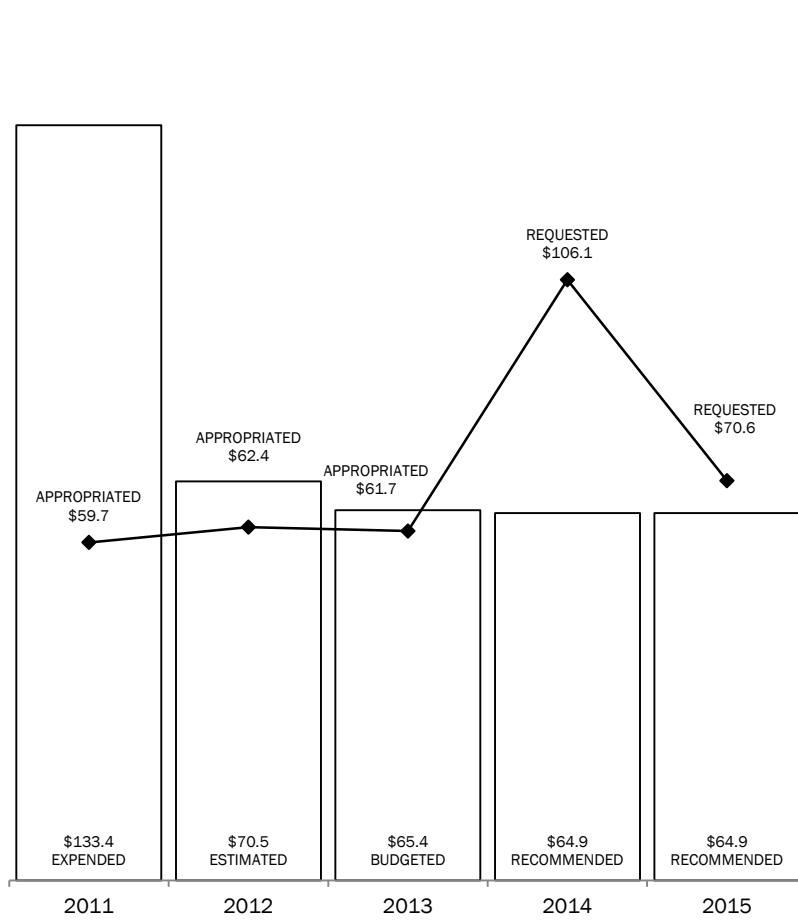 REQUESTED
$106.1
REQUESTED
$70.6
APPROPRIATED
$62.4
APPROPRIATED
$61.7
APPROPRIATED
$59.7
$133.4
EXPENDED
$70.5
ESTIMATED
$65.4
BUDGETED
$64.9
RECOMMENDED
$64.9
RECOMMENDED
2011
2012
2013
2014
2015